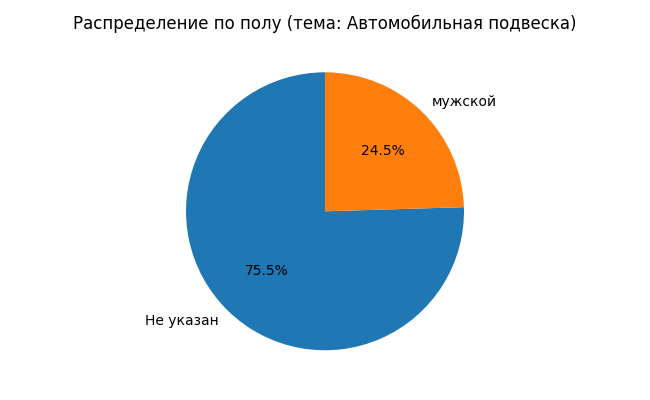 Распределение по полу (тема: Автомобильная подвеска)
мужской
24.5%
75.5%
Не указан